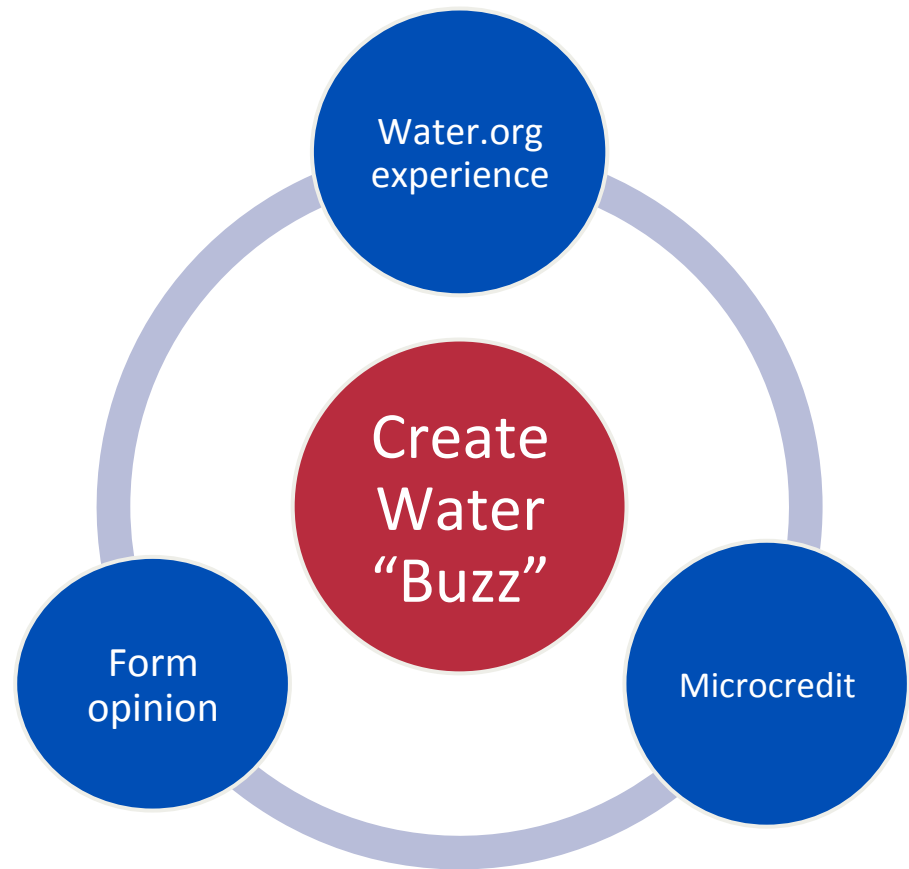 Water.org
experience
Create
Water
“Buzz”
Form
opinion
Microcredit